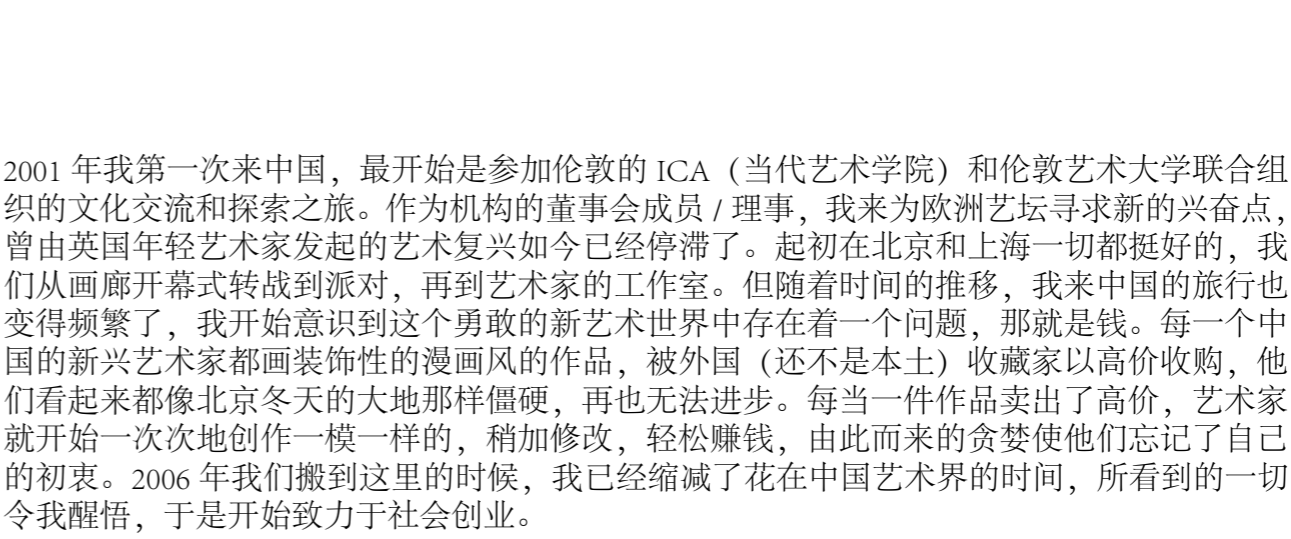 2001 年我第一次来中国，最开始是参加伦敦的 ICA（当代艺术学院）和伦敦艺术大学联合组
织的文化交流和探索之旅。作为机构的董事会成员 / 理事，我来为欧洲艺坛寻求新的兴奋点，
曾由英国年轻艺术家发起的艺术复兴如今已经停滞了。起初在北京和上海一切都挺好的，我
们从画廊开幕式转战到派对，再到艺术家的工作室。但随着时间的推移，我来中国的旅行也
变得频繁了，我开始意识到这个勇敢的新艺术世界中存在着一个问题，那就是钱。每一个中
国的新兴艺术家都画装饰性的漫画风的作品，被外国（还不是本土）收藏家以高价收购，他
们看起来都像北京冬天的大地那样僵硬，再也无法进步。每当一件作品卖出了高价，艺术家
就开始一次次地创作一模一样的，稍加修改，轻松赚钱，由此而来的贪婪使他们忘记了自己
的初衷。2006 年我们搬到这里的时候，我已经缩减了花在中国艺术界的时间，所看到的一切
令我醒悟，于是开始致力于社会创业。